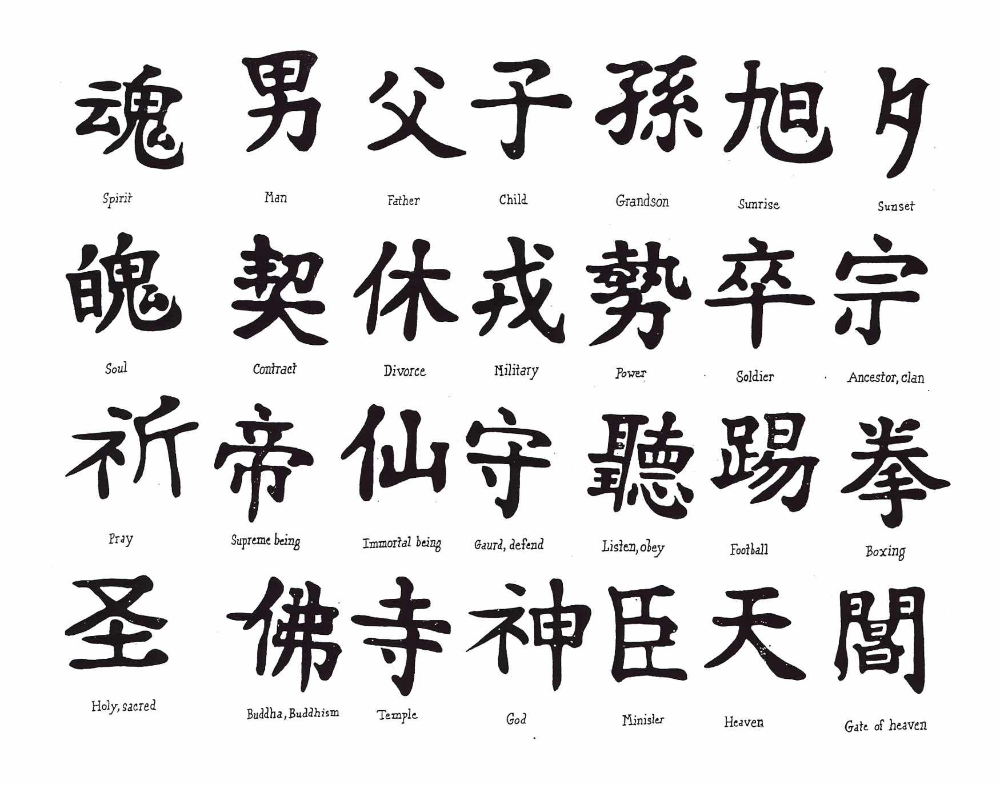 魂 男 父 子 孫 旭 夕
Spirit Man Father Child Grandson Sunrise Sunset
魄 契 休 戎 勢 卒 宗
Soul Contract Divorce Military Power Soldier Ancestor, clan
祈 帝 仙 守 聽 踢 拳
Pray Supreme being Immortal being Gaurd, defend Listen, obey Football Boxing
圣 佛 寺 神 臣 天 閶
Holy, sacred Buddha, Buddhism Temple God Minister Heaven Gate of heaven